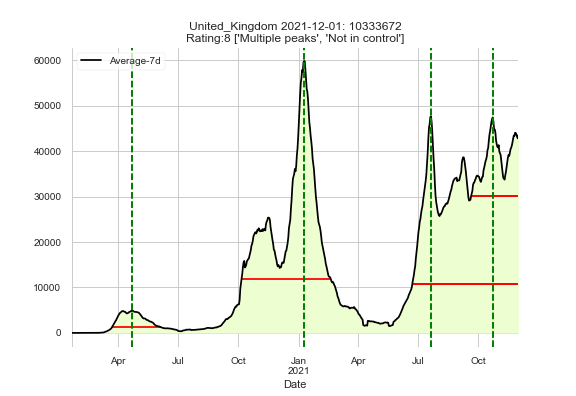 United_Kingdom 2021-12-01: 10333672
Rating:8 ['Multiple peaks', 'Not in control']
Average-7d
60000
50000
40000
30000
20000
10000
0
Apr Jul Oct Jan Apr Jul Oct
2021
Date